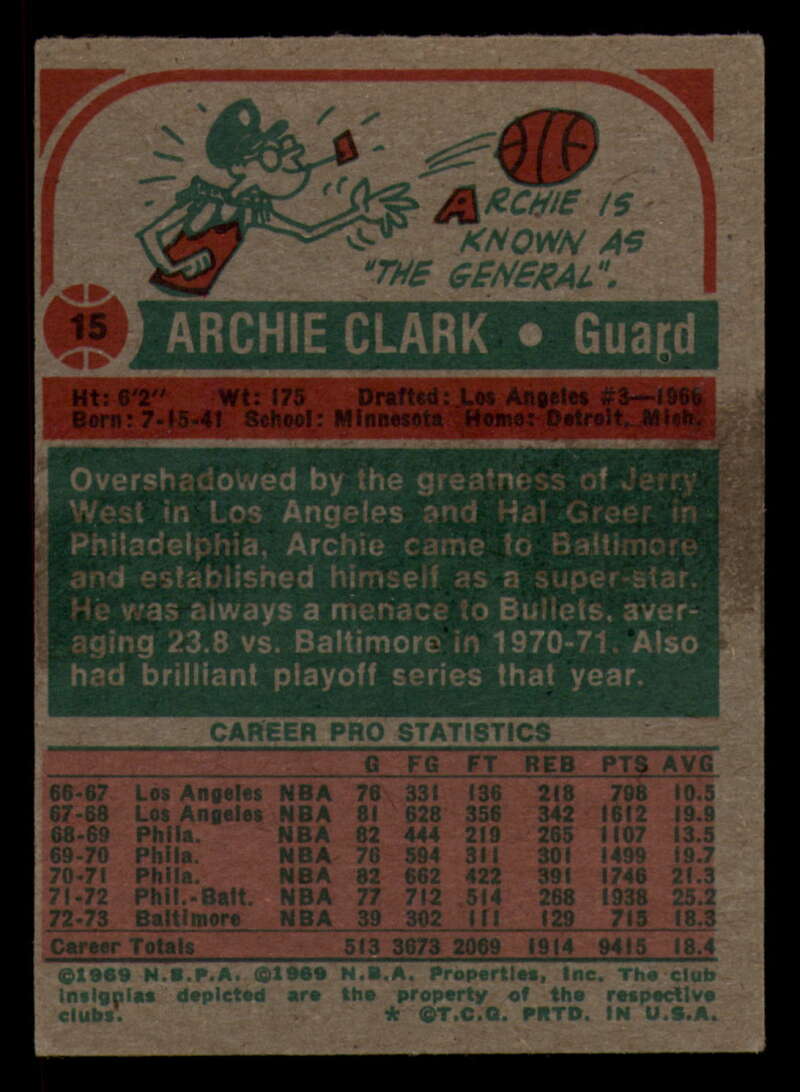 ARCHIE IS
KNOWN AS
"THE GENERAL".
15
ARCHIE CLARK • Guard
Ht: 6'2" Wt: 175 Drafted: Los Angeles #3—1966
Born: 7-15-41 School: Minnesota Home: Detroit, Mich.
Overshadowed by the greatness of Jerry
West in Los Angeles and Hal Greer in
Philadelphia, Archie came to Baltimore
and established himself as a super-star.
He was always a menace to Bullets, aver-
aging 23.8 vs. Baltimore in 1970-71. Also
had brilliant playoff series that year.
CAREER PRO STATISTICS
G FG FT REB PTS AVG
66-67 Los Angeles NBA 76 331 136 218 798 10.5
67-68 Los Angeles NBA 81 628 356 342 1612 19.9
68-69 Phila. NBA 82 444 219 265 1107 13.5
69-70 Phila. NBA 76 594 311 301 1499 19.7
70-71 Phila. NBA 82 662 422 391 1746 21.3
71-72 Phil.-Balt. NBA 77 712 514 268 1938 25.2
72-73 Baltimore NBA 39 302 111 129 715 18.3
Career Totals 513 3673 2069 1914 9415 18.4
©1969 N.B.P.A. ©1969 N.B.A. Properties, Inc. The club
insignias depicted are the property of the respective
clubs. * ©T.C.G. PRTD. IN U.S.A.